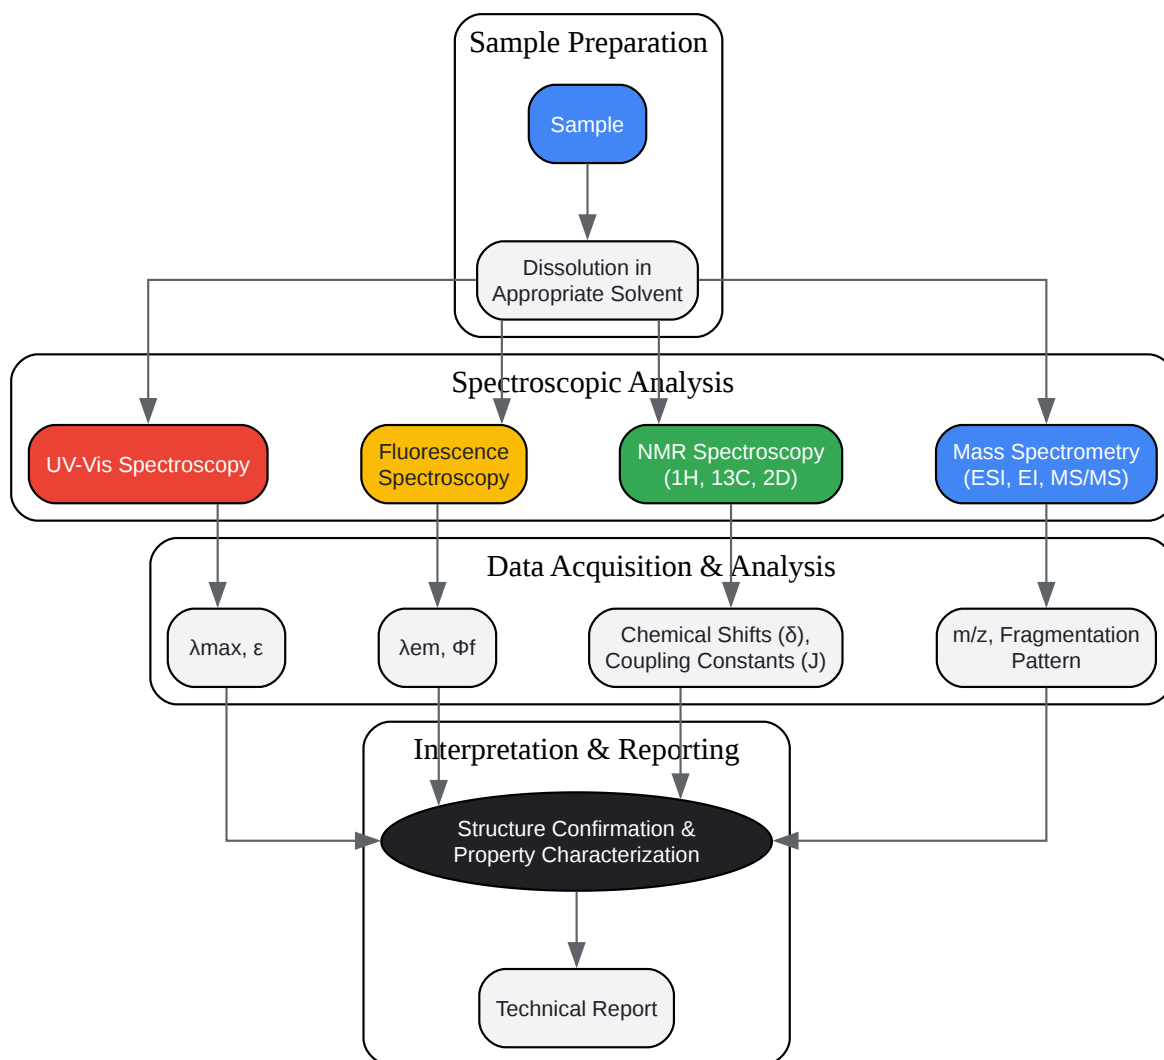 Sample Preparation
Sample
Dissolution in
Appropriate Solvent
Spectroscopic Analysis
UV-Vis Spectroscopy
Fluorescence
Spectroscopy
NMR Spectroscopy
(1H, 13C, 2D)
Mass Spectrometry
(ESI, EI, MS/MS)
Data Acquisition & Analysis
λmax, ε
λem, Φf
Chemical Shifts (δ),
Coupling Constants (J)
m/z, Fragmentation
Pattern
Interpretation & Reporting
Structure Confirmation &
Property Characterization
Technical Report